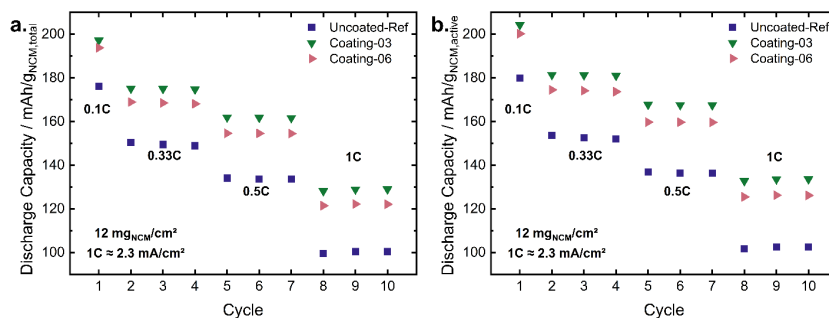 a.
Discharge Capacity / mAh/gNCM,total
200
180
160
140
120
100
Uncoated-Ref
Coating-03
Coating-06
0.1C
0.33C
0.5C
1C
12 mgNCM/cm²
1C ≈ 2.3 mA/cm²
1 2 3 4 5 6 7 8 9 10
Cycle
b.
Discharge Capacity / mAh/gNCM,active
200
180
160
140
120
100
Uncoated-Ref
Coating-03
Coating-06
0.1C
0.33C
0.5C
1C
12 mgNCM/cm²
1C ≈ 2.3 mA/cm²
1 2 3 4 5 6 7 8 9 10
Cycle